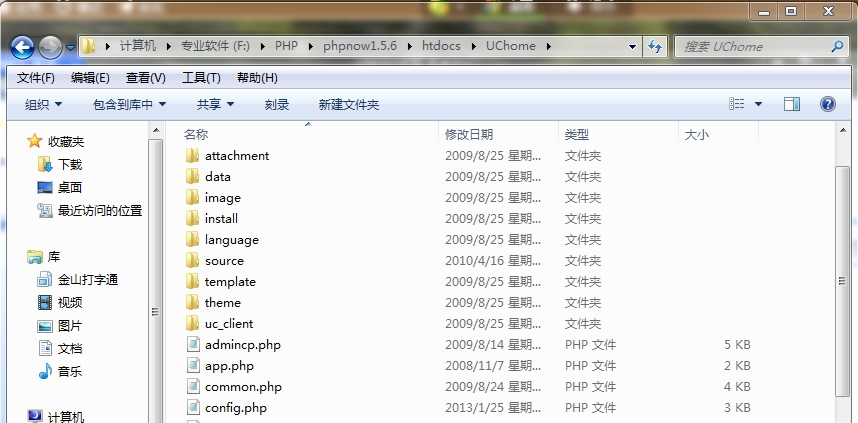 计算机 专业软件 (F:) PHP phpnow1.5.6 htdocs UChome 搜索 UChome
文件(F) 编辑(E) 查看(V) 工具(T) 帮助(H)
组织 包含到库中 共享 刻录 新建文件夹
名称 修改日期 类型 大小
收藏夹
下载
桌面
最近访问的位置
库
金山打字通
视频
图片
文档
音乐
计算机
attachment 2009/8/25 星期... 文件夹
data 2009/8/25 星期... 文件夹
image 2009/8/25 星期... 文件夹
install 2009/8/25 星期... 文件夹
language 2009/8/25 星期... 文件夹
source 2010/4/16 星期... 文件夹
template 2009/8/25 星期... 文件夹
theme 2009/8/25 星期... 文件夹
uc_client 2009/8/25 星期... 文件夹
admincp.php 2009/8/14 星期... PHP 文件 5 KB
app.php 2008/11/7 星期... PHP 文件 2 KB
common.php 2009/8/24 星期... PHP 文件 4 KB
config.php 2013/1/25 星期... PHP 文件 3 KB